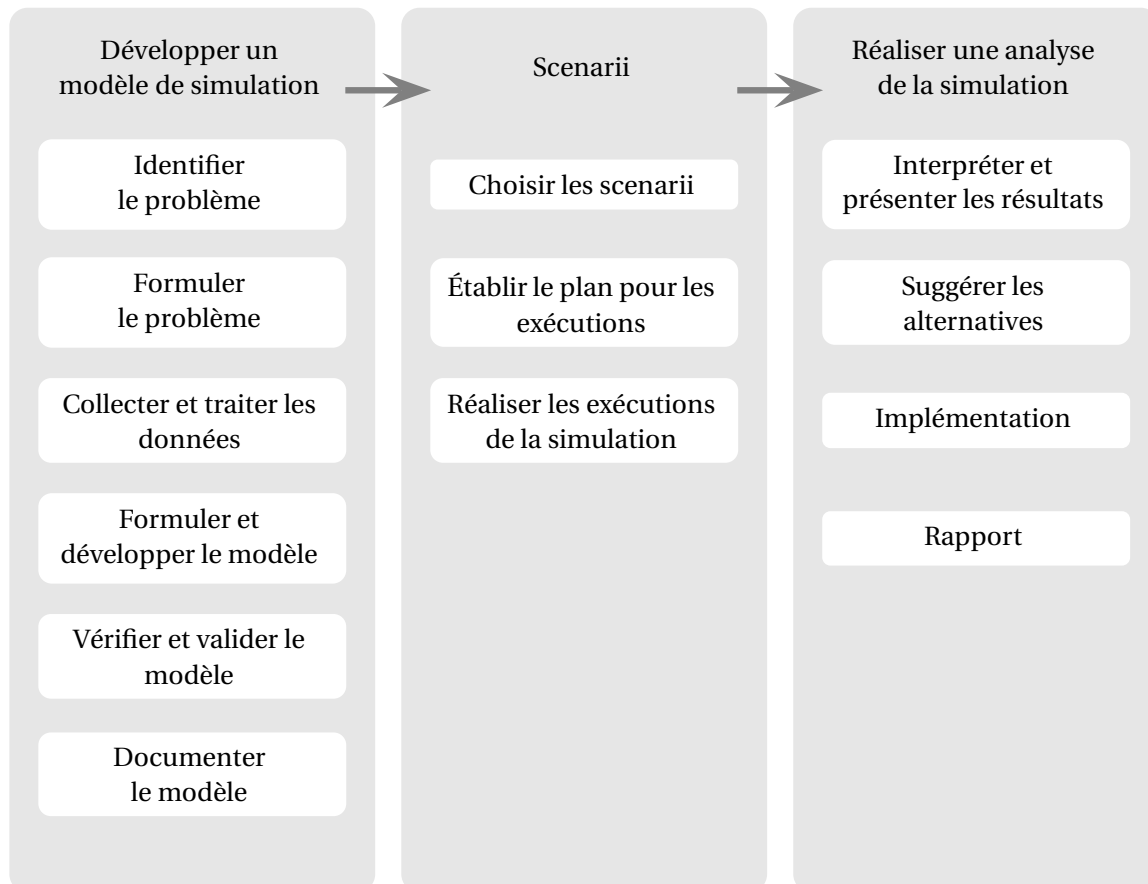 Développer un
modèle de simulation
Identifier
le problème
Formuler
le problème
Collecter et traiter les
données
Formuler et
développer le modèle
Vérifier et valider le
modèle
Documenter
le modèle
Scenarii
Choisir les scenarii
Établir le plan pour les
exécutions
Réaliser les exécutions
de la simulation
Réaliser une analyse
de la simulation
Interpréter et
présenter les résultats
Suggérer les
alternatives
Implémentation
Rapport